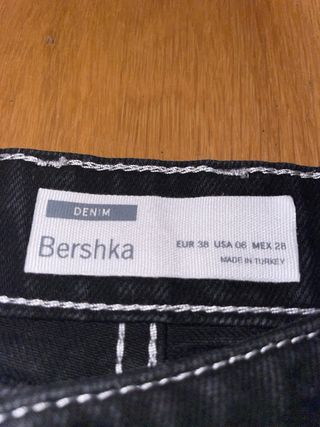 DENIM
Bershka
EUR 38 USA 06 MEX 28
MADE IN TURKEY